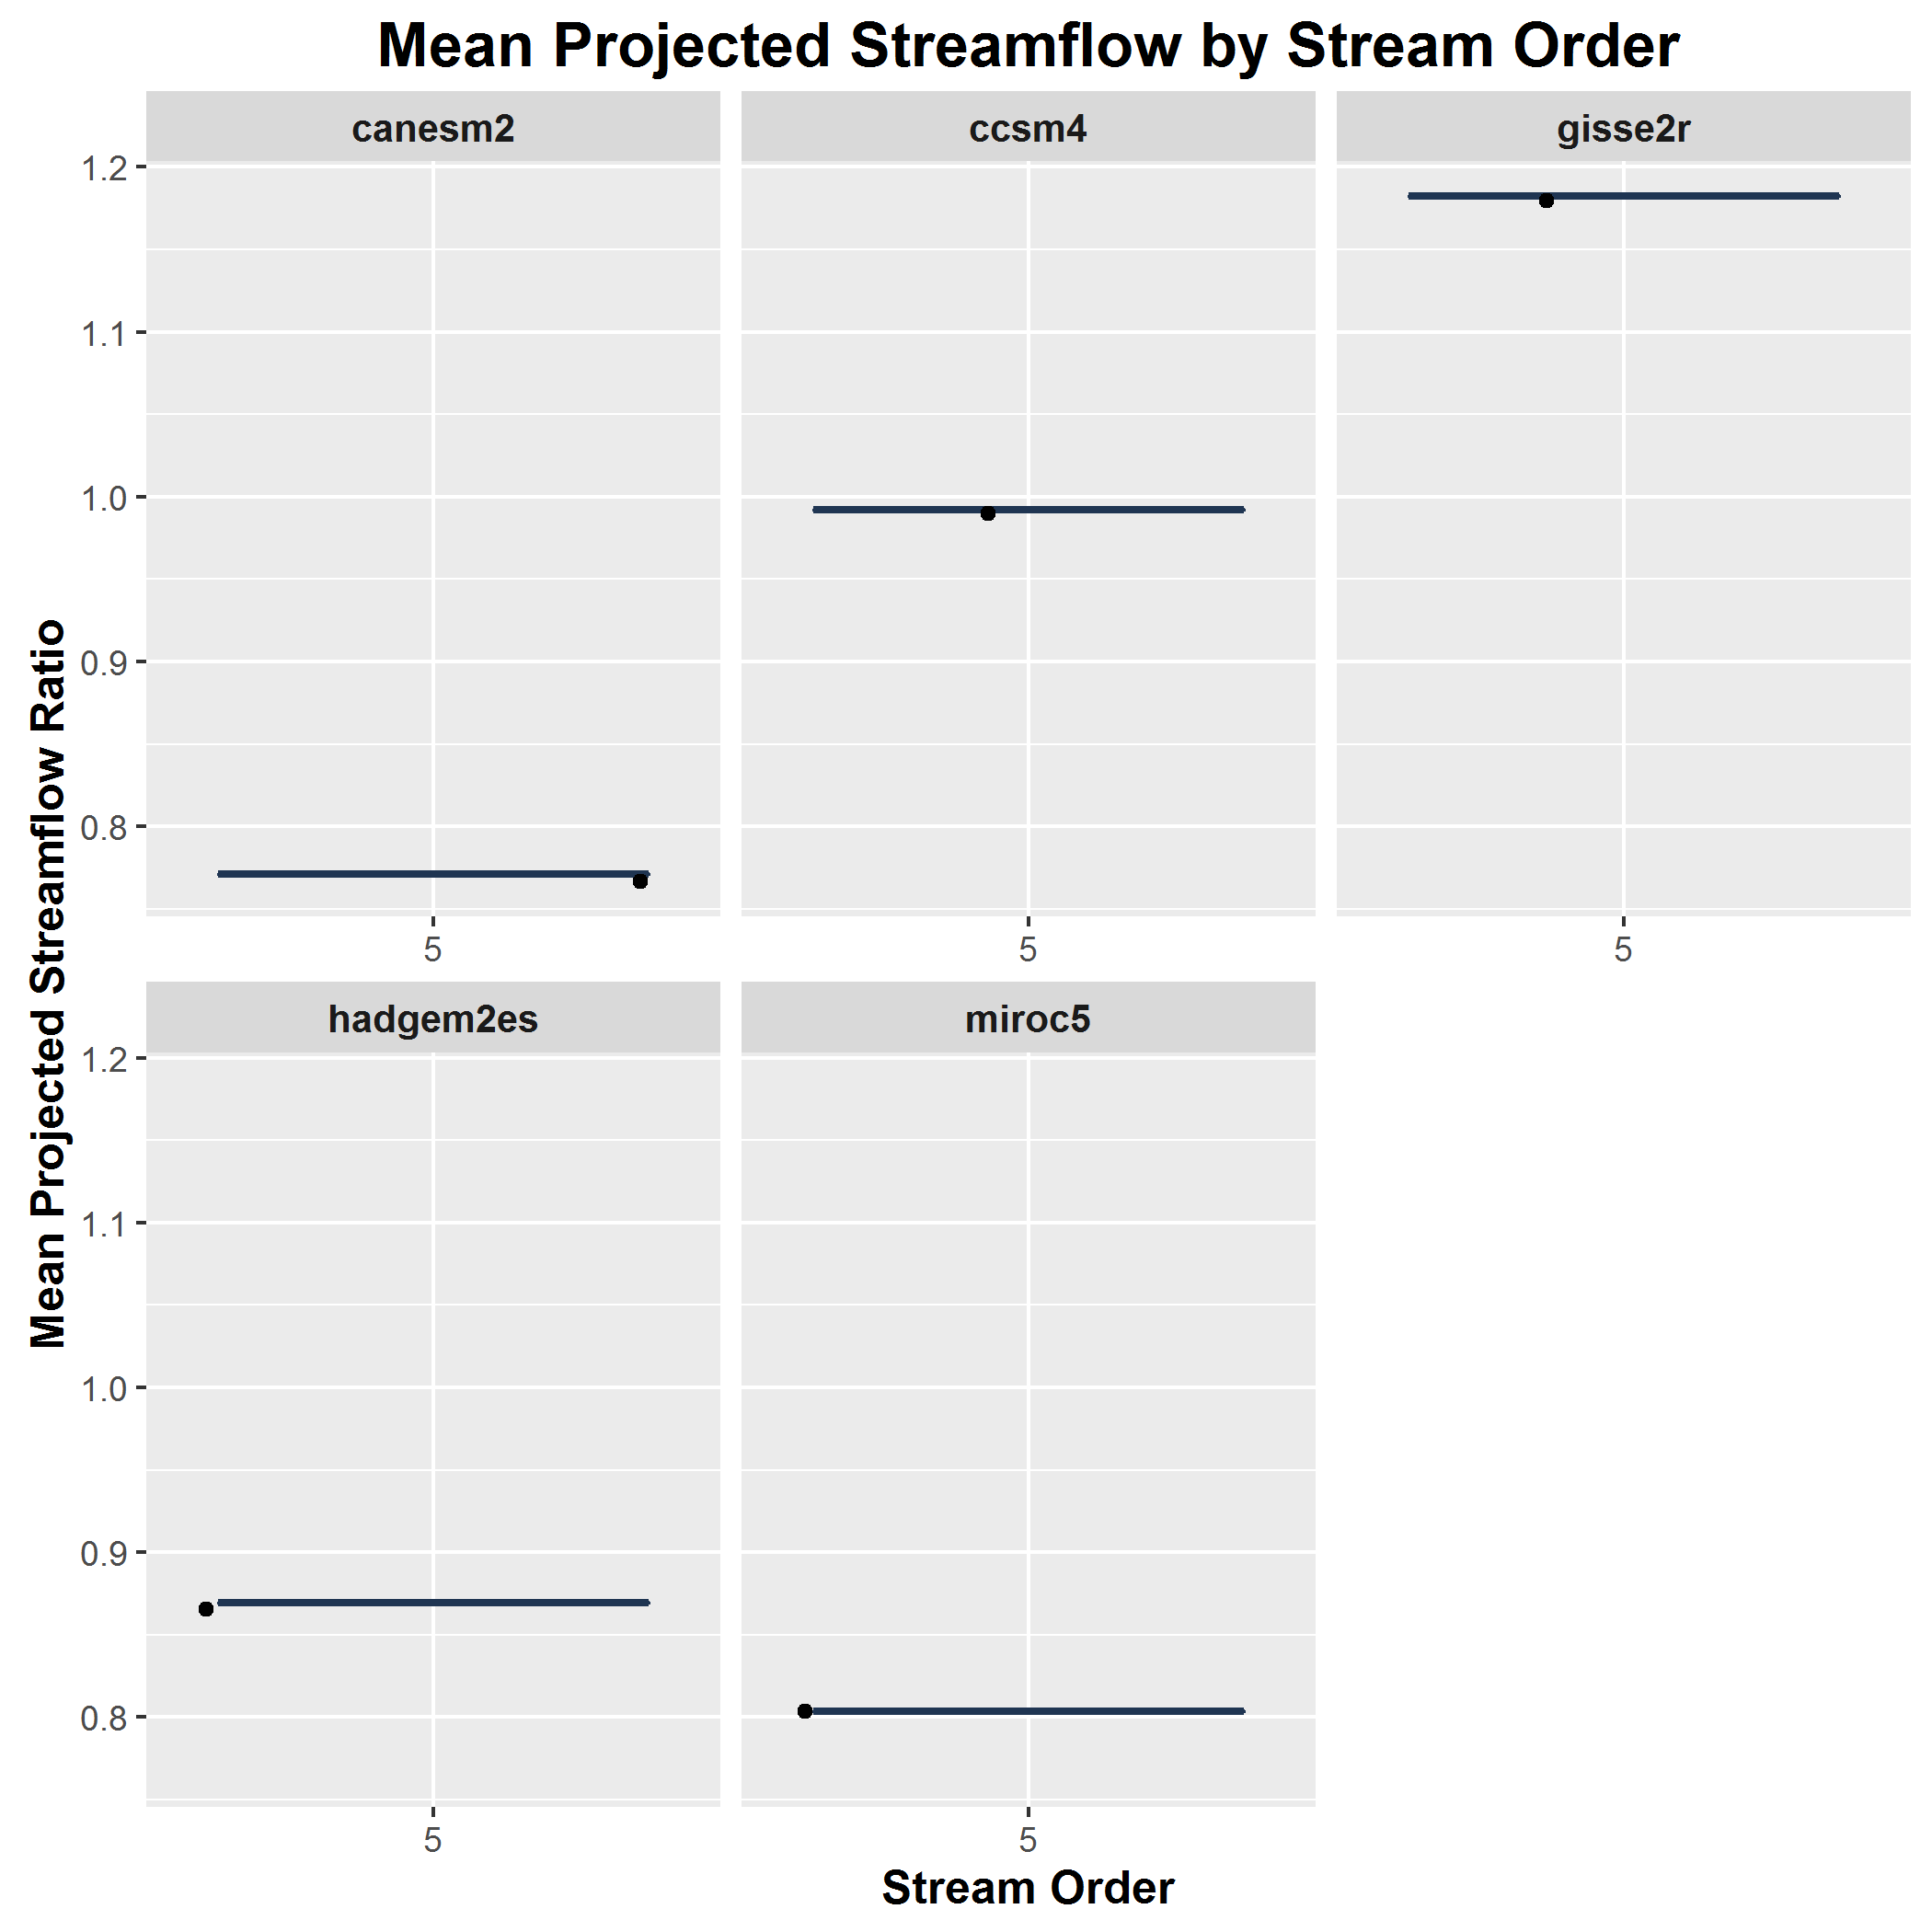 Mean Projected Streamflow by Stream Order
canesm2
ccsm4
gisse2r
1.2
1.1
1.0
0.9
0.8
5
5
5
Mean Projected Streamflow Ratio
hadgem2es
miroc5
1.2
1.1
1.0
0.9
0.8
5
5
Stream Order